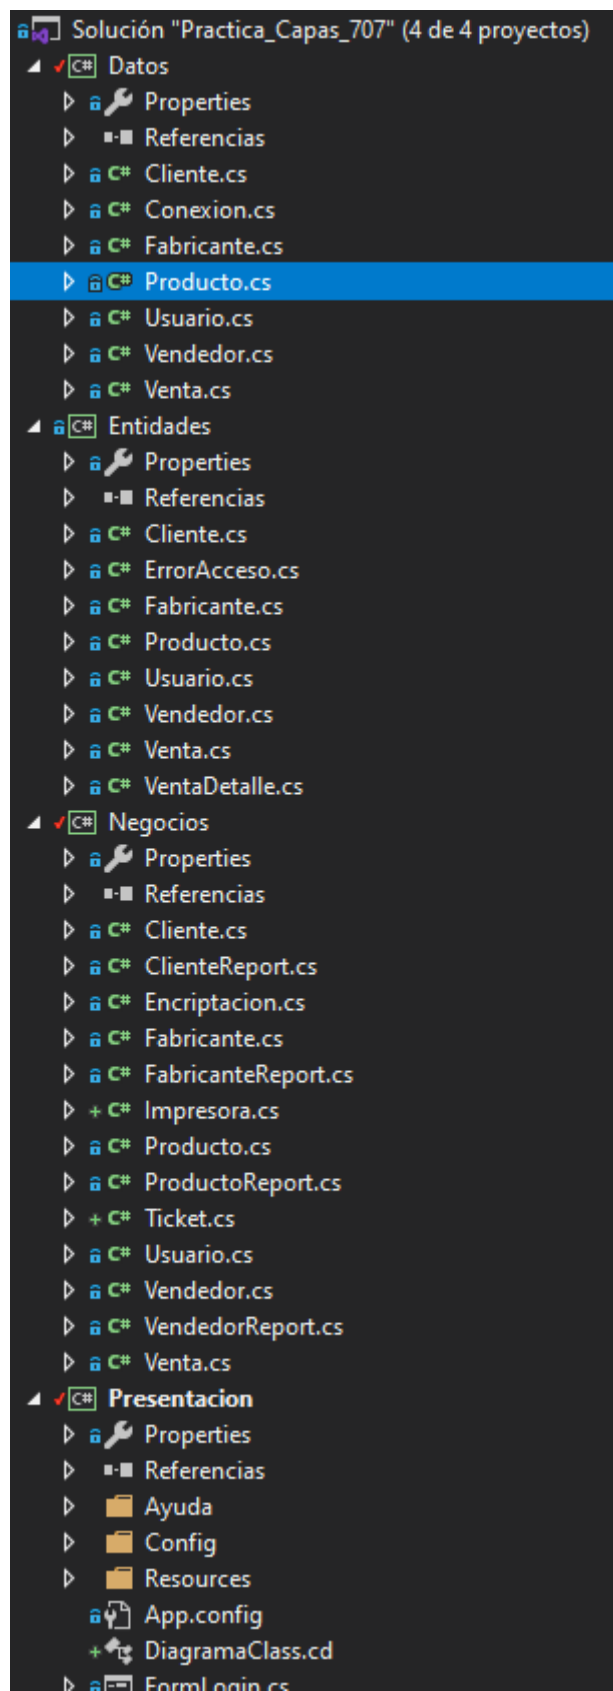 Solución "Practica_Capas_707" (4 de 4 proyectos)
C# Datos
Properties
Referencias
C# Cliente.cs
C# Conexion.cs
C# Fabricante.cs
C# Producto.cs
C# Usuario.cs
C# Vendedor.cs
C# Venta.cs
C# Entidades
Properties
Referencias
C# Cliente.cs
C# ErrorAcceso.cs
C# Fabricante.cs
C# Producto.cs
C# Usuario.cs
C# Vendedor.cs
C# Venta.cs
C# VentaDetalle.cs
C# Negocios
Properties
Referencias
C# Cliente.cs
C# ClienteReport.cs
C# Encriptacion.cs
C# Fabricante.cs
C# FabricanteReport.cs
+ C# Impresora.cs
C# Producto.cs
C# ProductoReport.cs
+ C# Ticket.cs
C# Usuario.cs
C# Vendedor.cs
C# VendedorReport.cs
C# Venta.cs
C# Presentacion
Properties
Referencias
Ayuda
Config
Resources
App.config
+ DiagramaClass.cd
FormLogin.cs